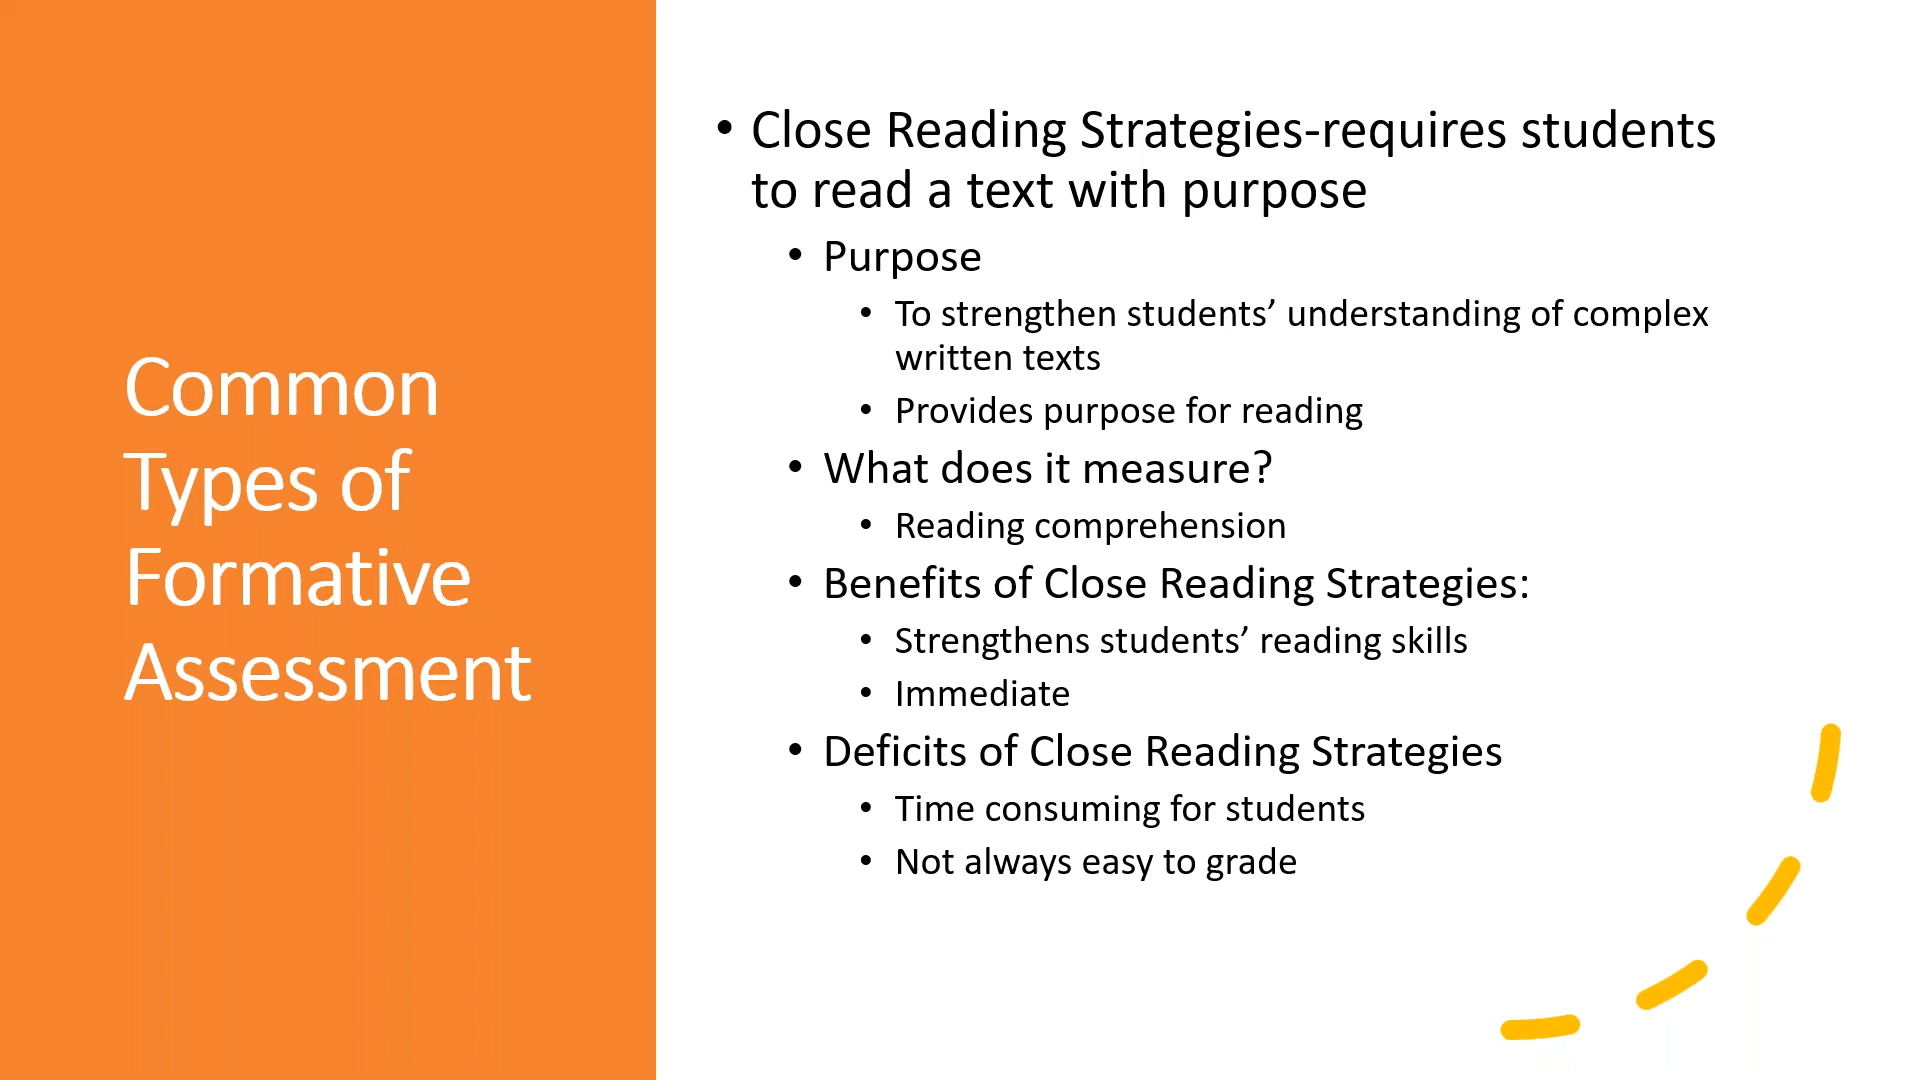 Common
Types of
Formative
Assessment
• Close Reading Strategies-requires students
to read a text with purpose
• Purpose
• To strengthen students’ understanding of complex
written texts
• Provides purpose for reading
• What does it measure?
• Reading comprehension
• Benefits of Close Reading Strategies:
• Strengthens students’ reading skills
• Immediate
• Deficits of Close Reading Strategies
• Time consuming for students
• Not always easy to grade